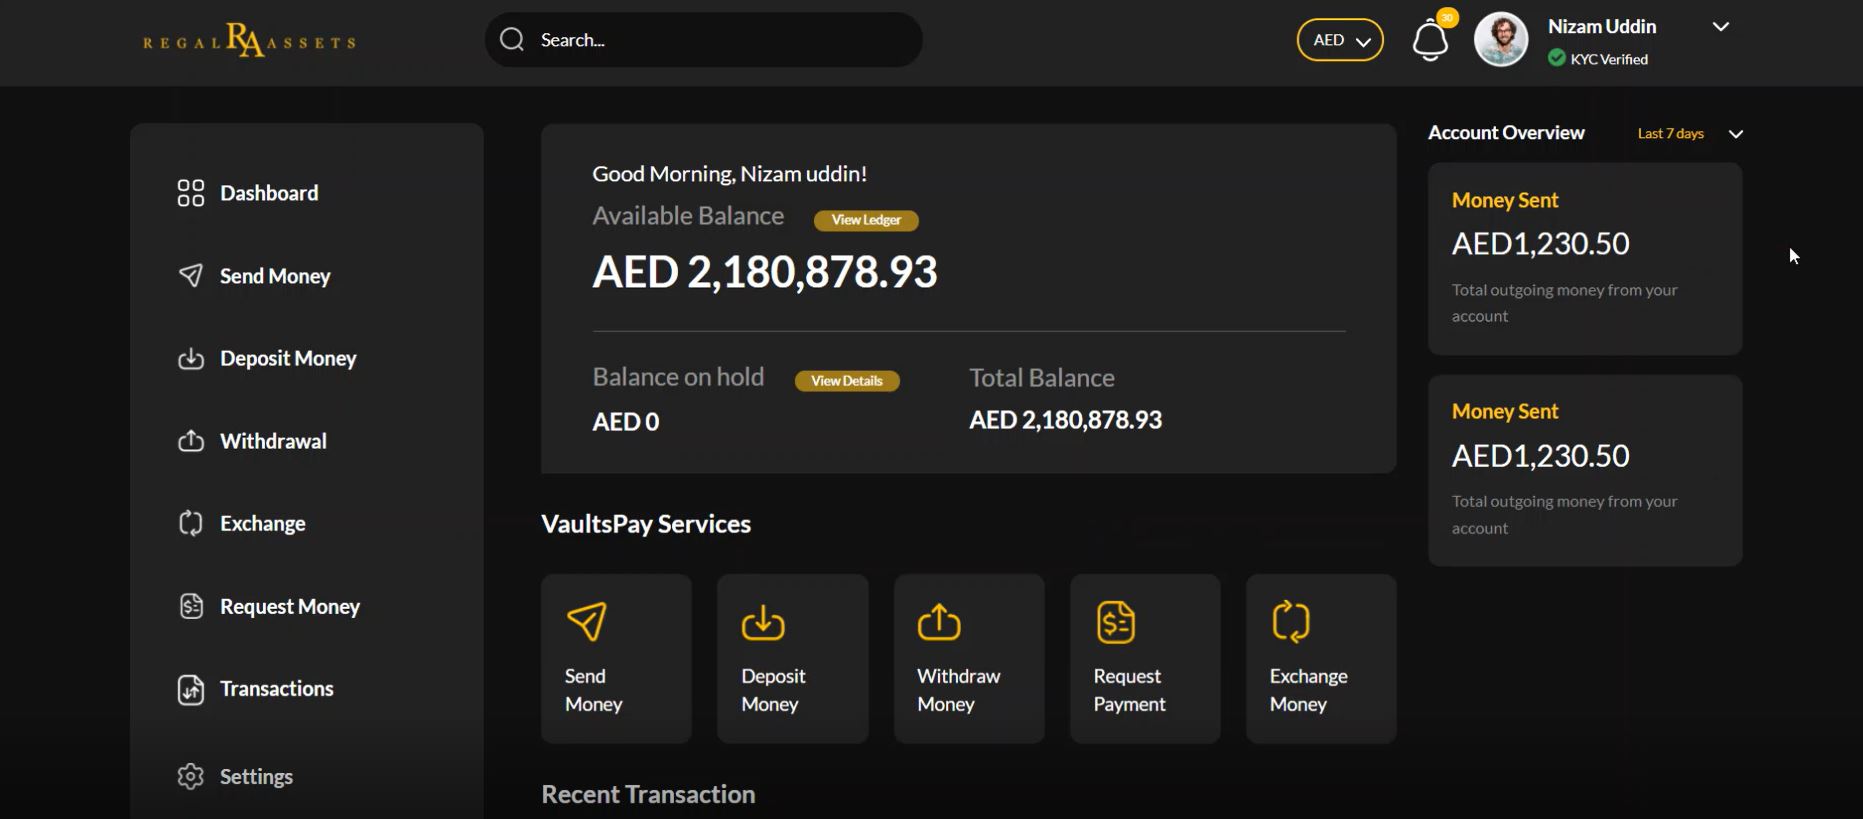 REGAL RA ASSETS
Search...
AED
30
Nizam Uddin
KYC Verified
Dashboard
Send Money
Deposit Money
Withdrawal
Exchange
Request Money
Transactions
Settings
Good Morning, Nizam uddin!
Available Balance View Ledger
AED 2,180,878.93
Balance on hold View Details
AED 0
Total Balance
AED 2,180,878.93
VaultsPay Services
Send
Money
Deposit
Money
Withdraw
Money
Request
Payment
Exchange
Money
Recent Transaction
Account Overview Last 7 days
Money Sent
AED1,230.50
Total outgoing money from your
account
Money Sent
AED1,230.50
Total outgoing money from your
account